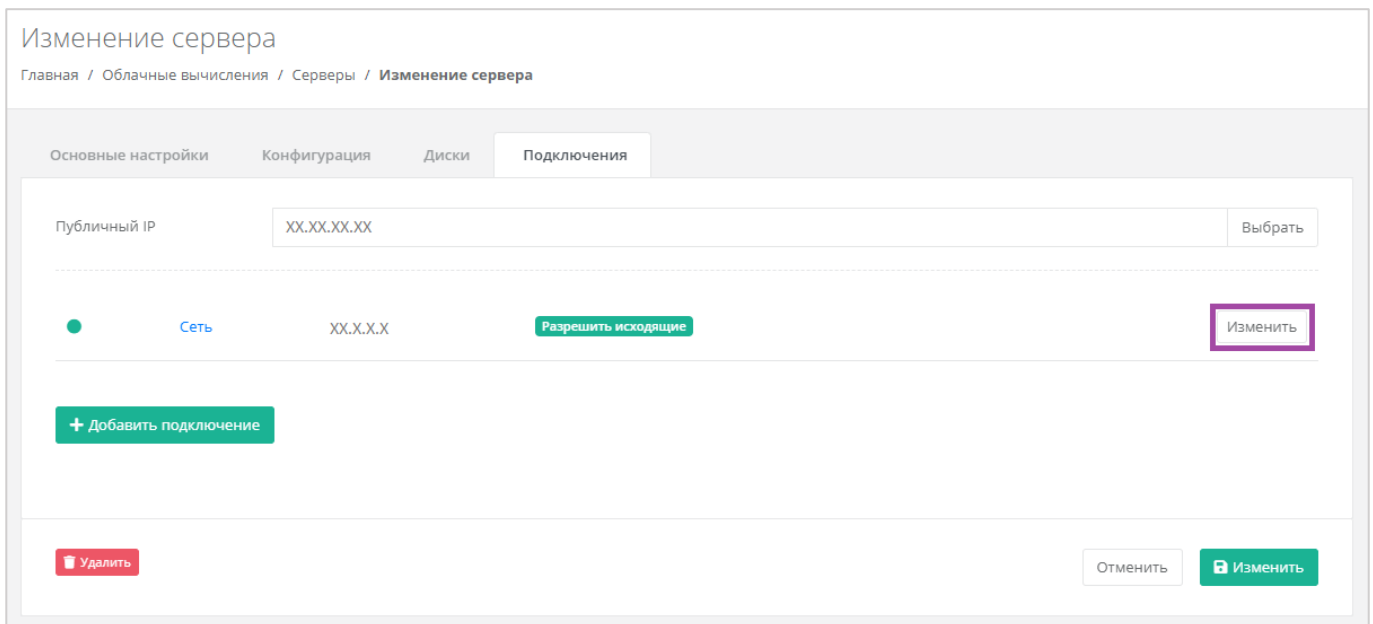 Изменение сервера
Главная / Облачные вычисления / Серверы / Изменение сервера
Основные настройки Конфигурация Диски Подключения
Публичный IP XX.XX.XX.XX Выбрать
Сеть XX.X.X.X Разрешить исходящие Изменить
+ Добавить подключение
Удалить Отменить Изменить